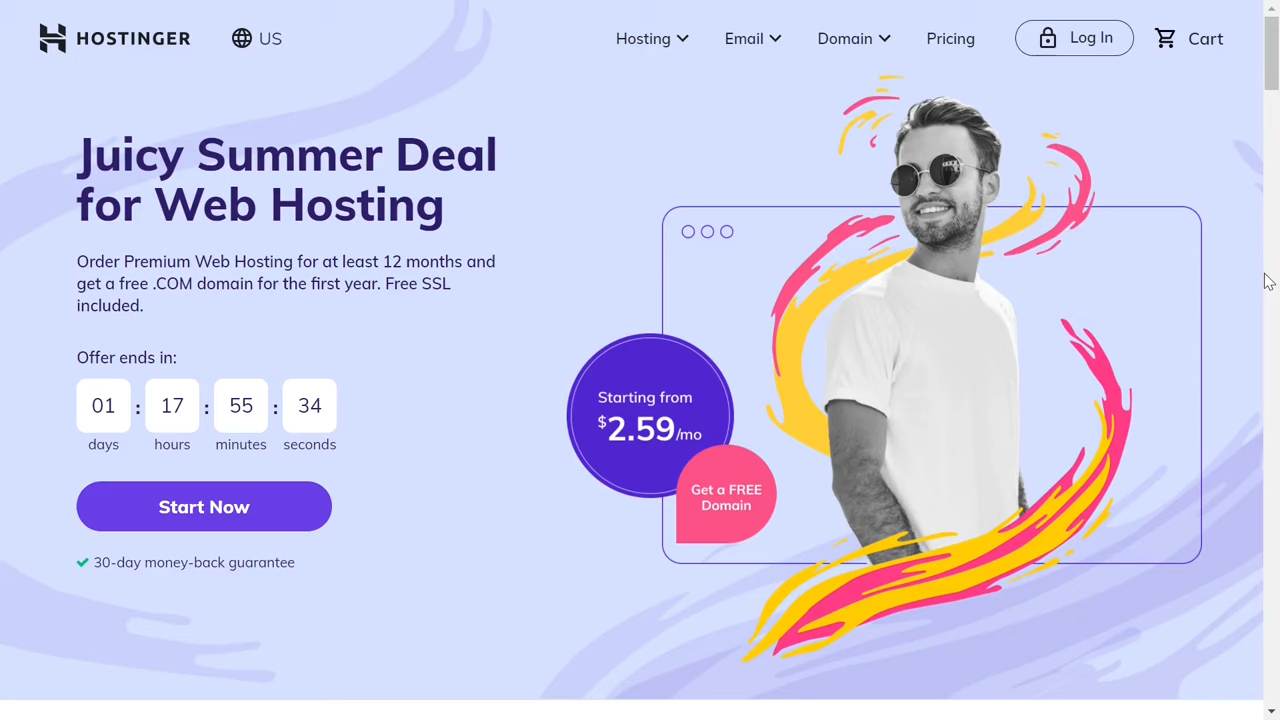 HOSTINGER
US
Hosting
Email
Domain
Pricing
Log In
Cart
Juicy Summer Deal
for Web Hosting
Order Premium Web Hosting for at least 12 months and
get a free .COM domain for the first year. Free SSL
included.
Offer ends in:
01 : 17 : 55 : 34
days hours minutes seconds
Start Now
30-day money-back guarantee
Starting from
$2.59/mo
Get a FREE
Domain